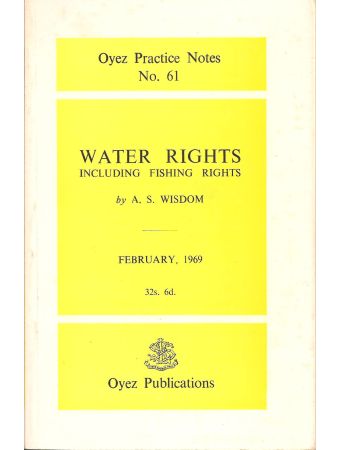 Oyez Practice Notes
No. 61
WATER RIGHTS
INCLUDING FISHING RIGHTS
by A. S. WISDOM
FEBRUARY, 1969
32s. 6d.
Oyez Publications